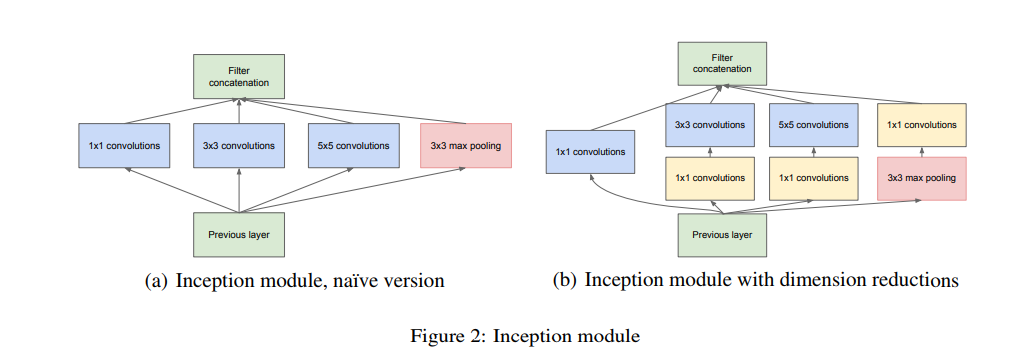 Filter
concatenation
1x1 convolutions
3x3 convolutions
5x5 convolutions
3x3 max pooling
Previous layer
(a) Inception module, naïve version
Filter
concatenation
3x3 convolutions
5x5 convolutions
1x1 convolutions
1x1 convolutions
1x1 convolutions
1x1 convolutions
3x3 max pooling
Previous layer
(b) Inception module with dimension reductions
Figure 2: Inception module